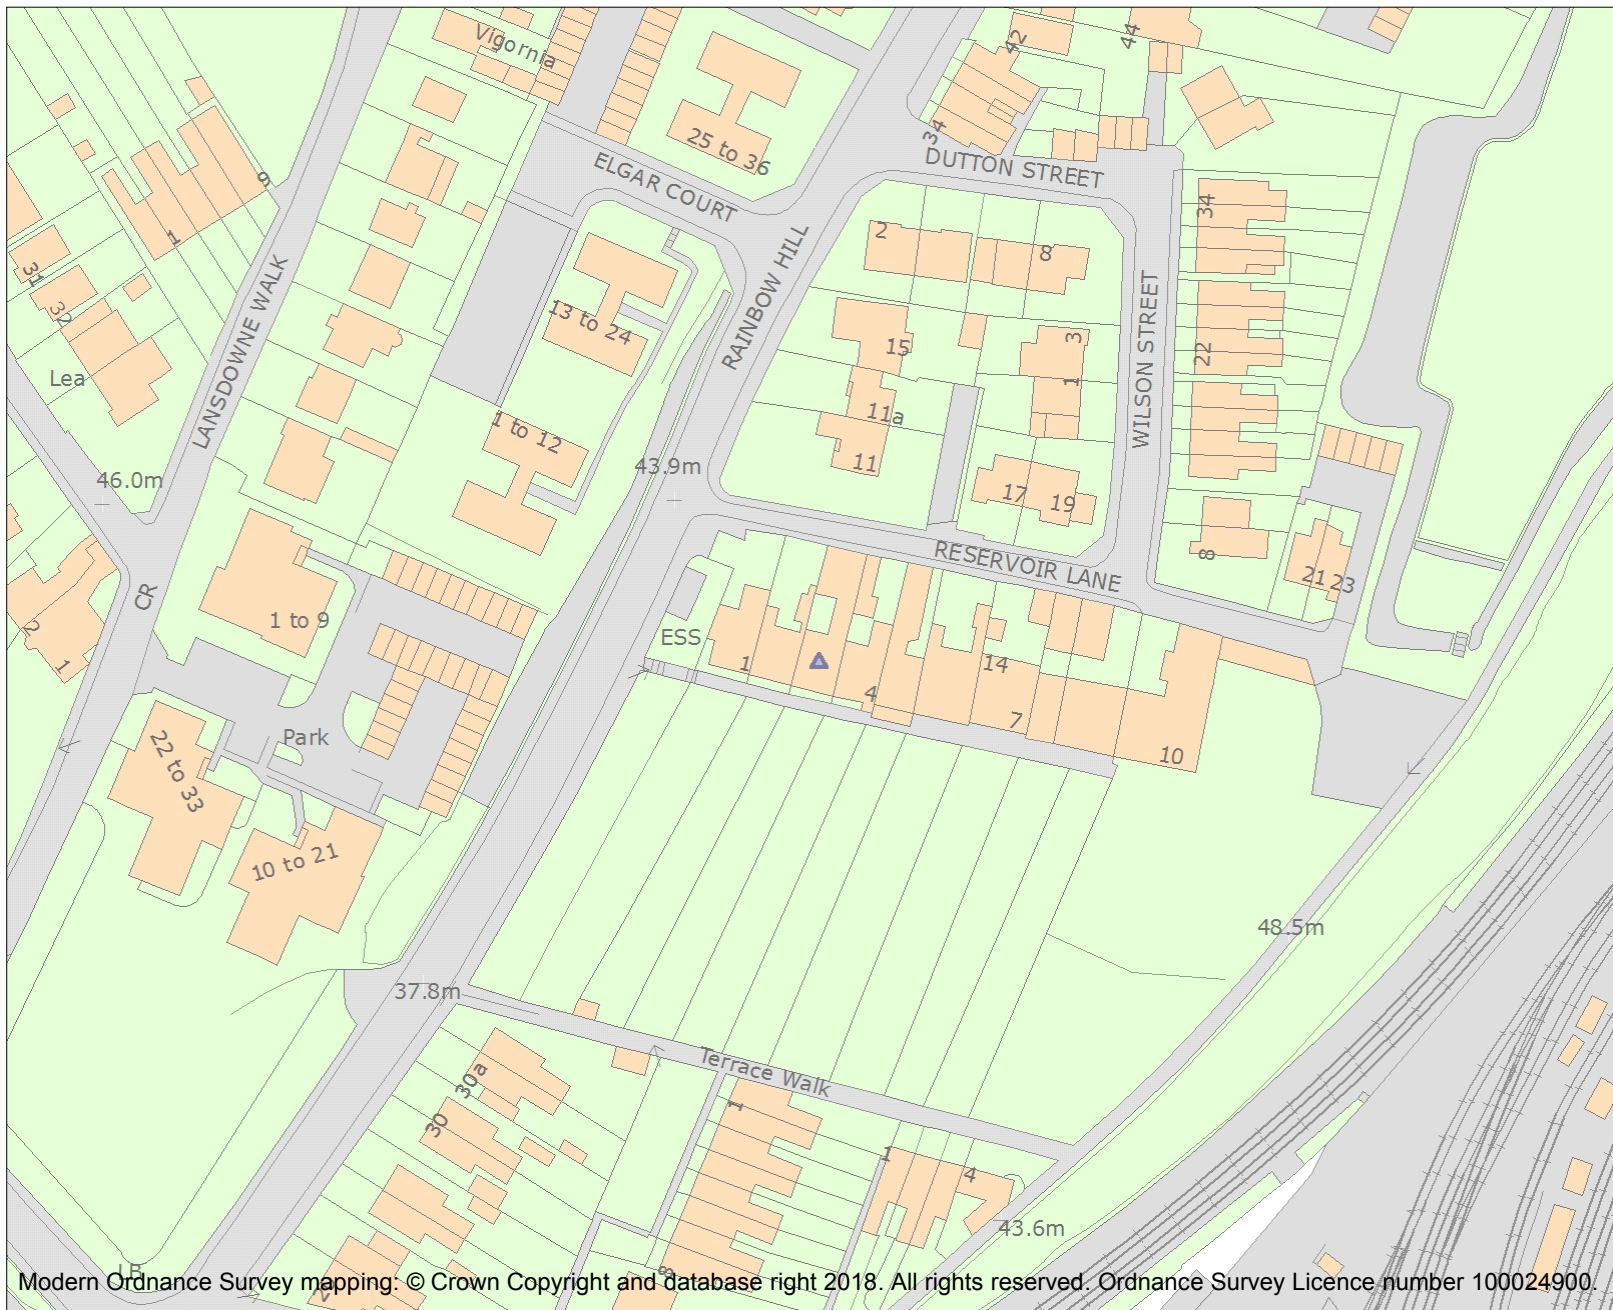 Vigornia
42
44
34
25 to 36
ELGAR COURT
DUTTON STREET
9
1
31
32
Lea
LANSDOWNE WALK
13 to 24
RAINBOW HILL
2
8
34
15
3
1
22
WILSON STREET
11a
11
1 to 12
43.9m
46.0m
17
19
RESERVOIR LANE
8
21
23
CR
2
1
1 to 9
ESS
1
4
14
7
10
Park
22 to 33
10 to 21
48.5m
37.8m
Terrace Walk
30a
30
1
1
4
43.6m
LB
8
2
Modern Ordnance Survey mapping: © Crown Copyright and database right 2018. All rights reserved. Ordnance Survey Licence number 100024900.